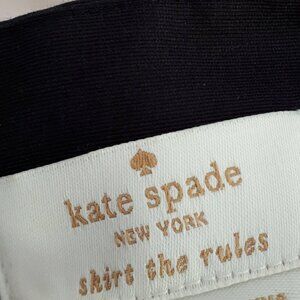 kate spade
NEW YORK
skirt the rules